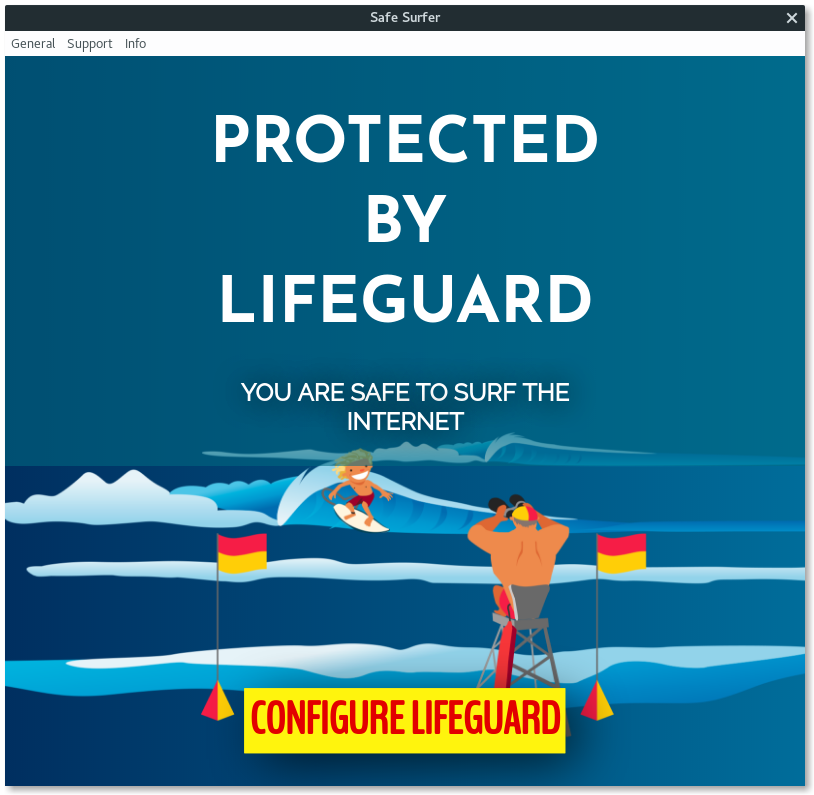 Safe Surfer
General Support Info
PROTECTED
BY
LIFEGUARD
YOU ARE SAFE TO SURF THE
INTERNET
CONFIGURE LIFEGUARD